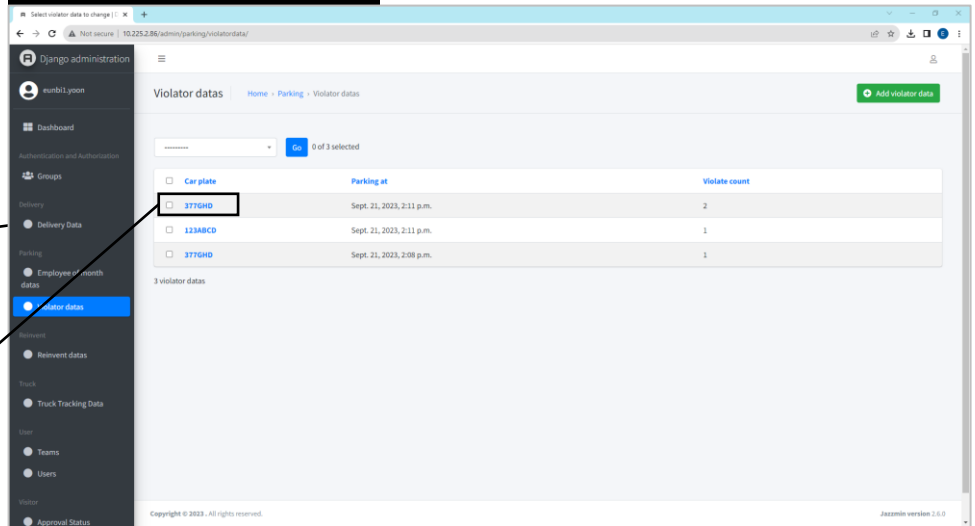 Select violator data to change |
Not secure | 10.225.2.86/admin/parking/violatordata/
Django administration
eunbi1.yoon
Dashboard
Authentication and Authorization
Groups
Delivery
Delivery Data
Parking
Employee of month
datas
Violator datas
Reinvent
Reinvent datas
Truck
Truck Tracking Data
User
Teams
Users
Visitor
Approval Status
Violator datas Home › Parking › Violator datas
Add violator data
--------- Go 0 of 3 selected
Car plate Parking at Violate count
377GHD Sept. 21, 2023, 2:11 p.m. 2
123ABCD Sept. 21, 2023, 2:11 p.m. 1
377GHD Sept. 21, 2023, 2:08 p.m. 1
3 violator datas
Copyright © 2023 . All rights reserved. Jazzmin version 2.6.0